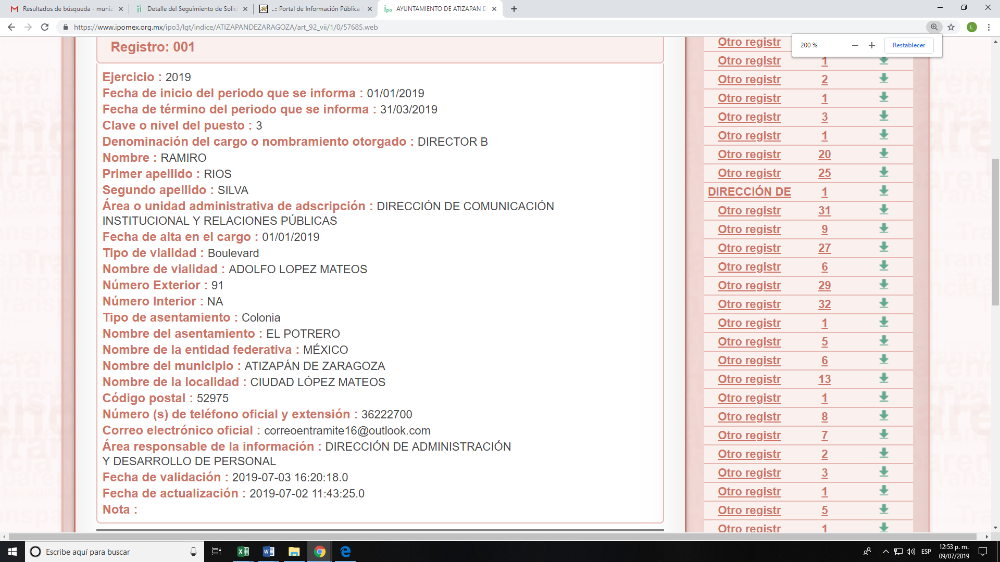 Resultados de búsqueda - muniz
Detalle del Seguimiento de Solici
..:: Portal de Información Pública
AYUNTAMIENTO DE ATIZAPAN D
https://www.ipomex.org.mx/ipo3/lgt/indice/ATIZAPANDEZARAGOZA/art_92_vii/1/0/57685.web
L
200 %
Restablecer
Registro: 001
Ejercicio : 2019
Fecha de inicio del periodo que se informa : 01/01/2019
Fecha de término del periodo que se informa : 31/03/2019
Clave o nivel del puesto : 3
Denominación del cargo o nombramiento otorgado : DIRECTOR B
Nombre : RAMIRO
Primer apellido : RIOS
Segundo apellido : SILVA
Área o unidad administrativa de adscripción : DIRECCIÓN DE COMUNICACIÓN
INSTITUCIONAL Y RELACIONES PÚBLICAS
Fecha de alta en el cargo : 01/01/2019
Tipo de vialidad : Boulevard
Nombre de vialidad : ADOLFO LOPEZ MATEOS
Número Exterior : 91
Número Interior : NA
Tipo de asentamiento : Colonia
Nombre del asentamiento : EL POTRERO
Nombre de la entidad federativa : MÉXICO
Nombre del municipio : ATIZAPÁN DE ZARAGOZA
Nombre de la localidad : CIUDAD LÓPEZ MATEOS
Código postal : 52975
Número (s) de teléfono oficial y extensión : 36222700
Correo electrónico oficial : correoentramite16@outlook.com
Área responsable de la información : DIRECCIÓN DE ADMINISTRACIÓN
Y DESARROLLO DE PERSONAL
Fecha de validación : 2019-07-03 16:20:18.0
Fecha de actualización : 2019-07-02 11:43:25.0
Nota :
Otro registr
Otro registr 1
Otro registr 2
Otro registr 1
Otro registr 3
Otro registr 1
Otro registr 20
Otro registr 25
DIRECCIÓN DE 1
Otro registr 31
Otro registr 9
Otro registr 27
Otro registr 6
Otro registr 29
Otro registr 32
Otro registr 1
Otro registr 5
Otro registr 6
Otro registr 13
Otro registr 1
Otro registr 8
Otro registr 7
Otro registr 2
Otro registr 3
Otro registr 1
Otro registr 5
Otro registr 1
Escribe aquí para buscar
ESP
12:53 p. m.
09/07/2019